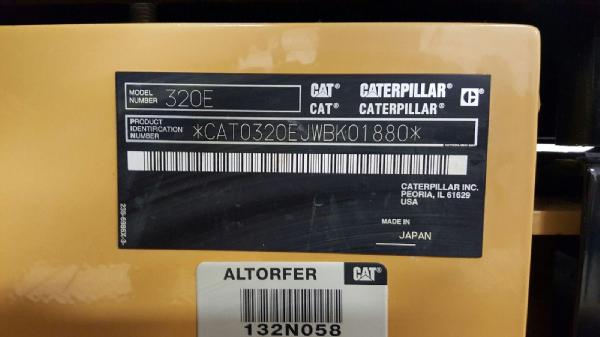 MODEL NUMBER 320E
CAT® CATERPILLAR® C
CAT® CATERPILLAR®
PRODUCT IDENTIFICATION NUMBER *CAT0320EJWBK01880*
CATERPILLAR INC.
PEORIA, IL 61629
USA
MADE IN
JAPAN
ALTORFER CAT®
132N058